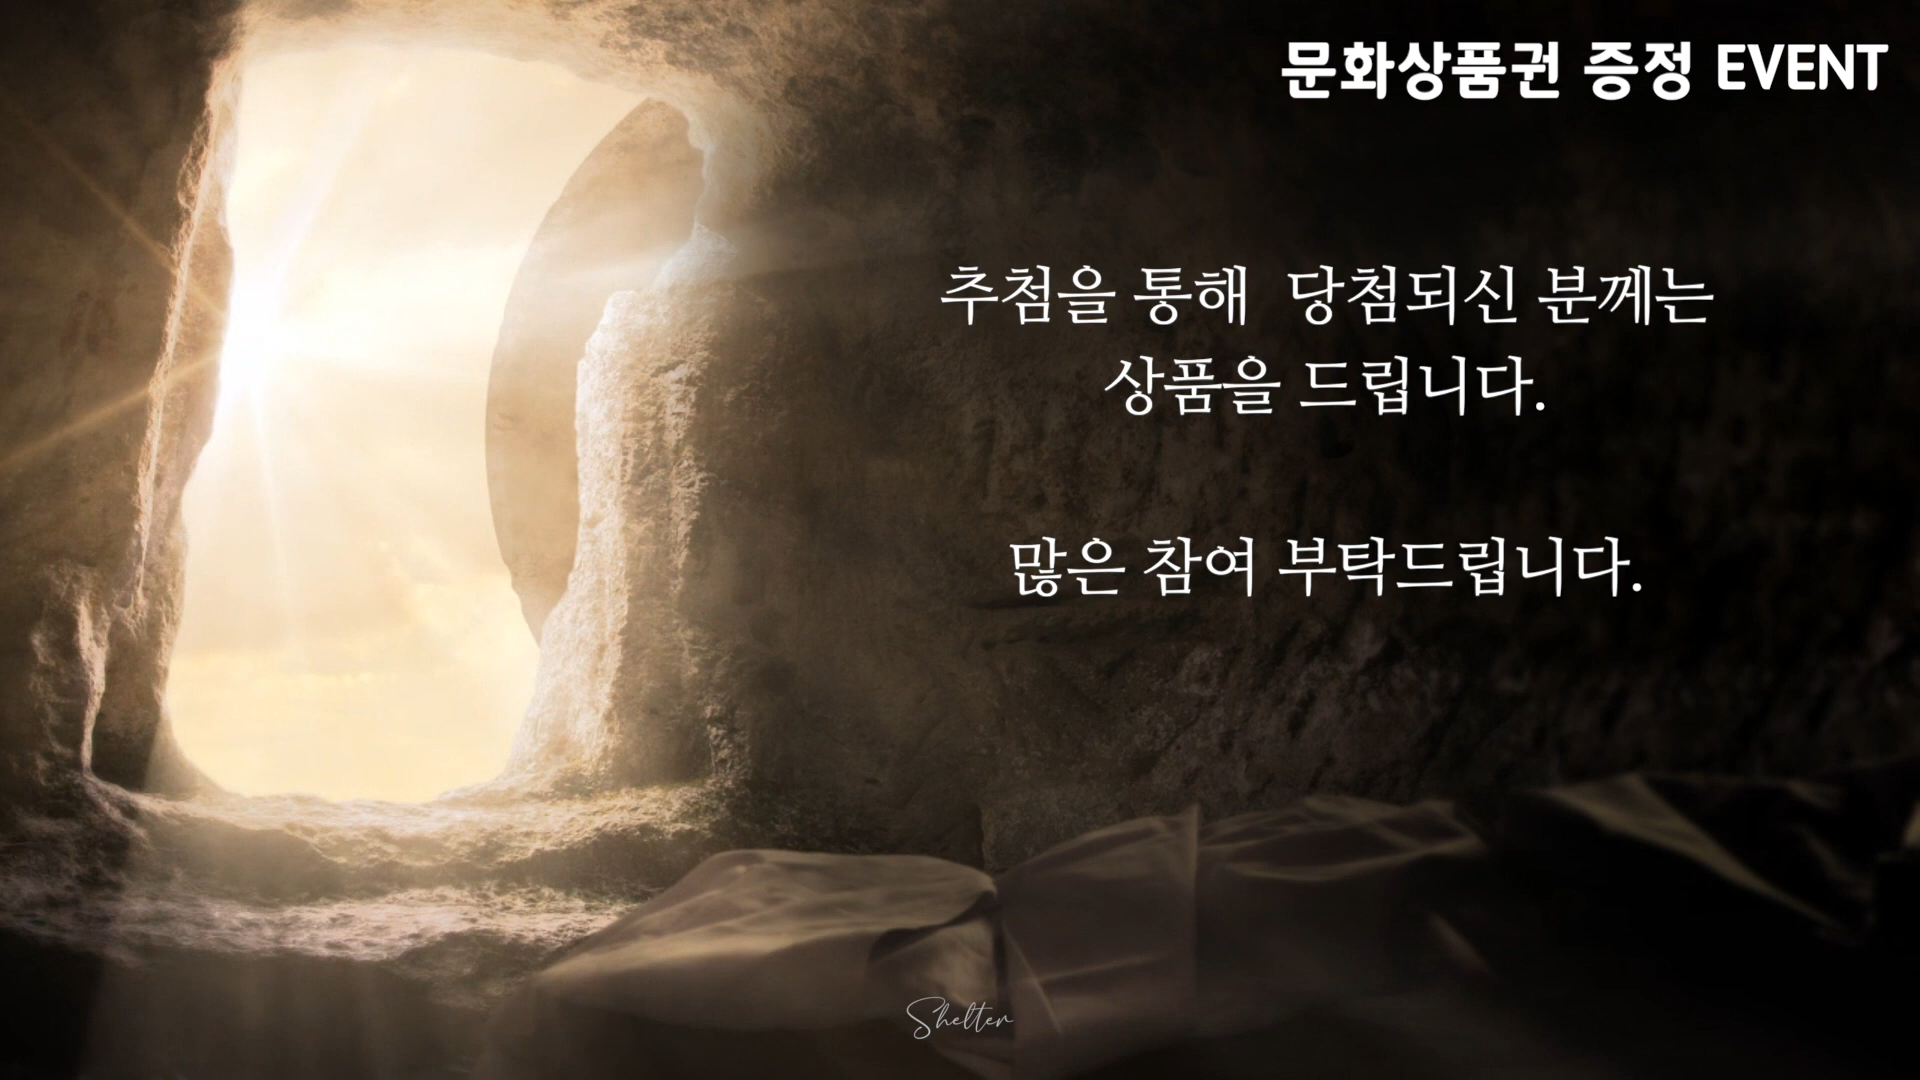 문화상품권 증정 EVENT
추첨을 통해 당첨되신 분께는
상품을 드립니다.
많은 참여 부탁드립니다.
Shelter